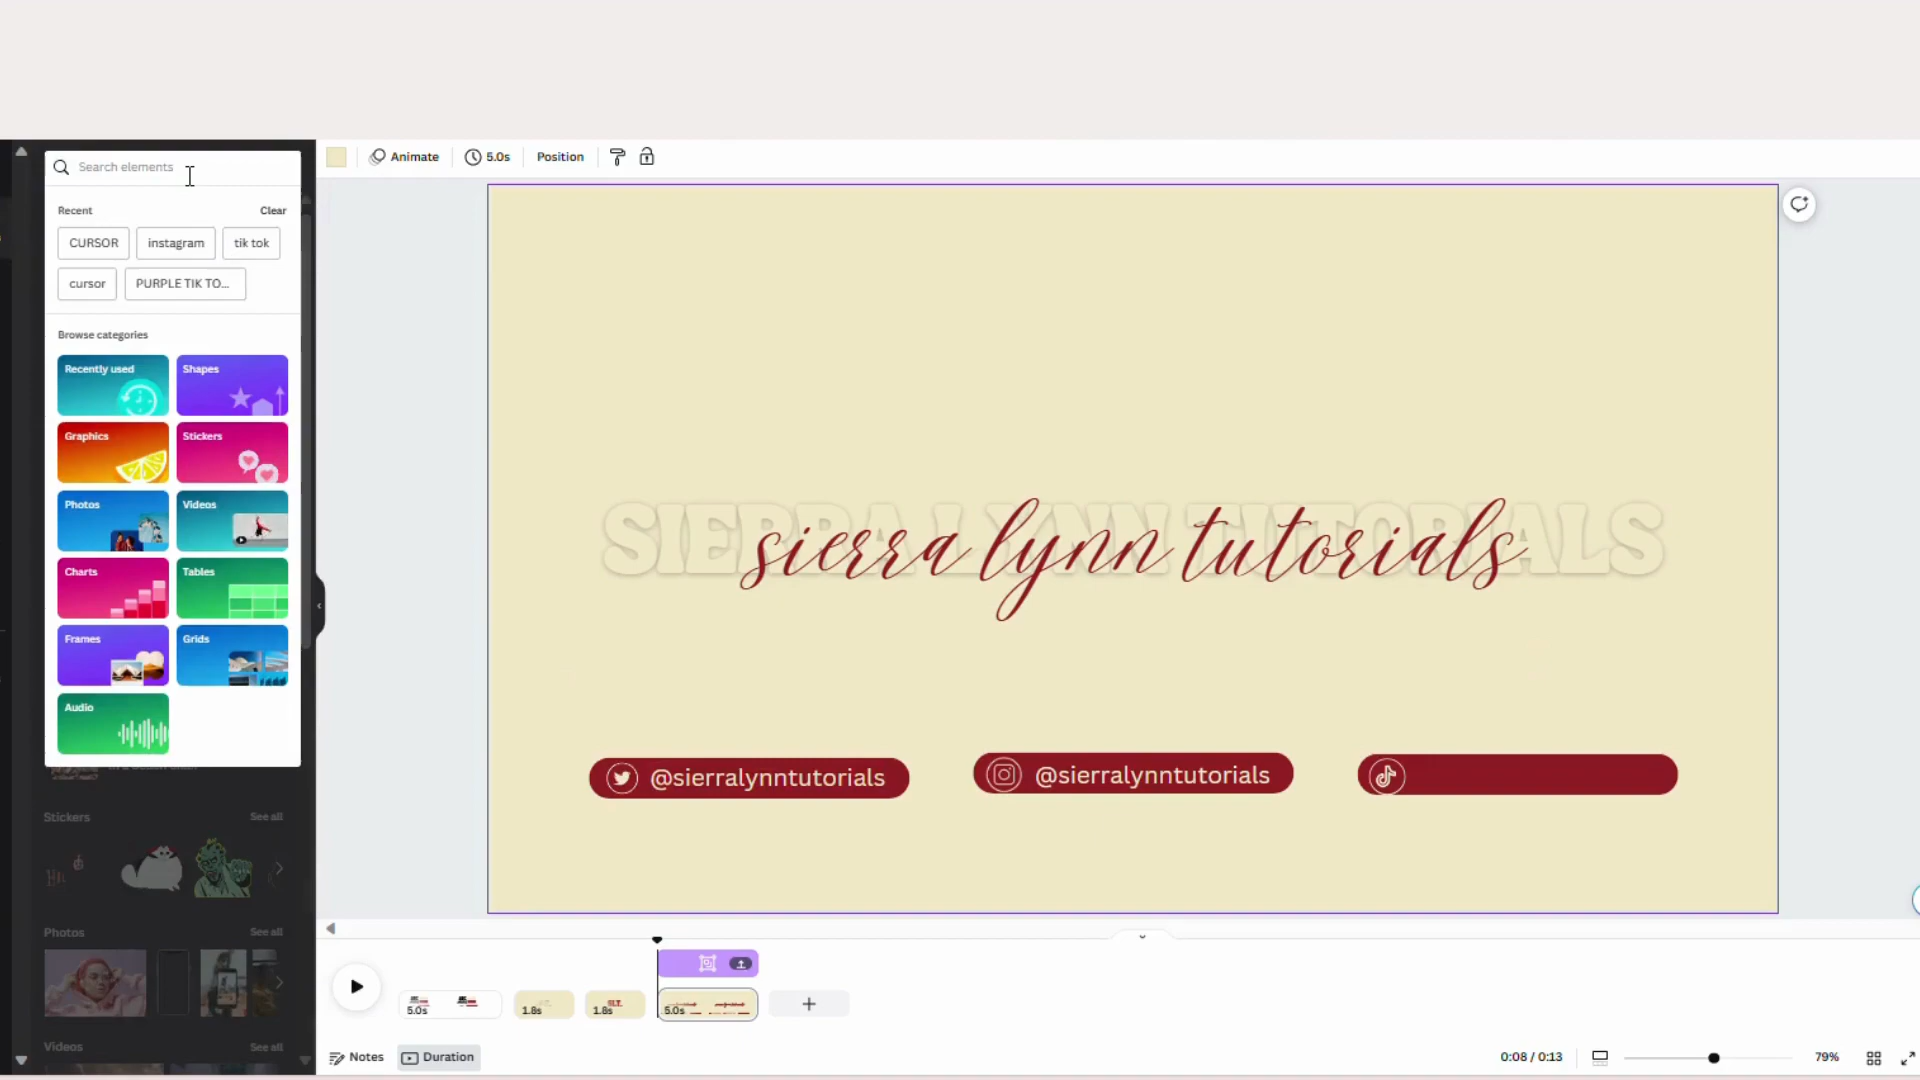 Search elements
Animate
5.0s
Position
Recent
Clear
CURSOR
instagram
tik tok
cursor
PURPLE TIK TO...
Browse categories
Recently used
Shapes
Graphics
Stickers
Photos
Videos
Charts
Tables
Frames
Grids
Audio
Stickers
See all
Photos
See all
Videos
See all
SIERRA LYNN TUTORIALS
sierra lynn tutorials
@sierralynntutorials
@sierralynntutorials
5.0s
1.8s
SLT.
1.8s
5.0s
Notes
Duration
0:08 / 0:13
79%